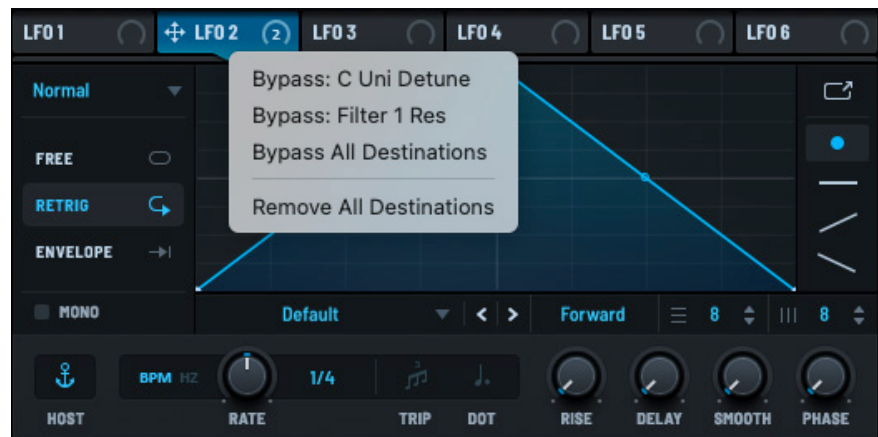 LFO 1
LFO 2
2
LFO 3
LFO 4
LFO 5
LFO 6
Bypass: C Uni Detune
Bypass: Filter 1 Res
Bypass All Destinations
Remove All Destinations
Normal
FREE
RETRIG
ENVELOPE
MONO
Default
< >
Forward
8
8
BPM HZ
1/4
3
HOST
RATE
TRIP
DOT
RISE
DELAY
SMOOTH
PHASE